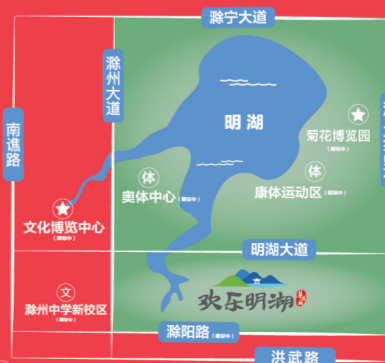 滁宁大道
滁州大道
南谯路
明湖
菊花博览园
体
奥体中心
体
康体运动区
文化博览中心
明湖大道
文
滁州中学新校区
欢乐明湖
滁阳路
洪武路